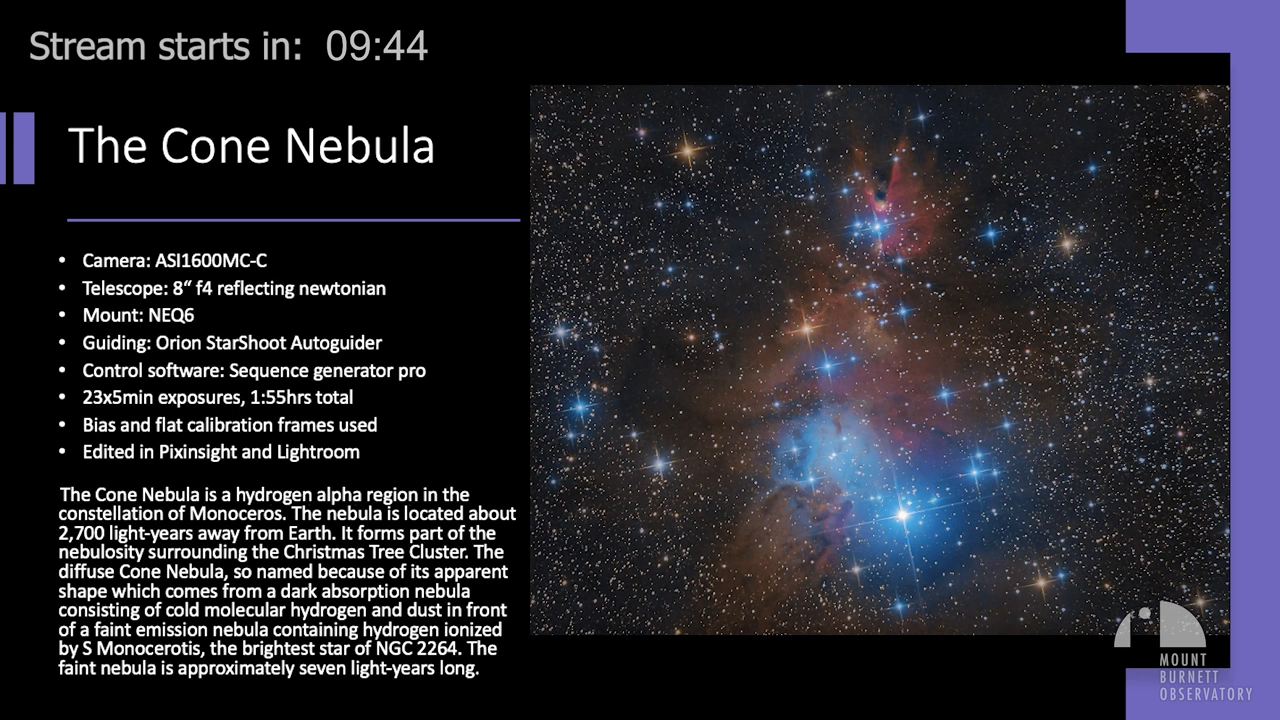 Stream starts in: 09:44
The Cone Nebula
• Camera: ASI1600MC-C
• Telescope: 8“ f4 reflecting newtonian
• Mount: NEQ6
• Guiding: Orion StarShoot Autoguider
• Control software: Sequence generator pro
• 23x5min exposures, 1:55hrs total
• Bias and flat calibration frames used
• Edited in Pixinsight and Lightroom
The Cone Nebula is a hydrogen alpha region in the
constellation of Monoceros. The nebula is located about
2,700 light-years away from Earth. It forms part of the
nebulosity surrounding the Christmas Tree Cluster. The
diffuse Cone Nebula, so named because of its apparent
shape which comes from a dark absorption nebula
consisting of cold molecular hydrogen and dust in front
of a faint emission nebula containing hydrogen ionized
by S Monocerotis, the brightest star of NGC 2264. The
faint nebula is approximately seven light-years long.
MOUNT
BURNETT
OBSERVATORY